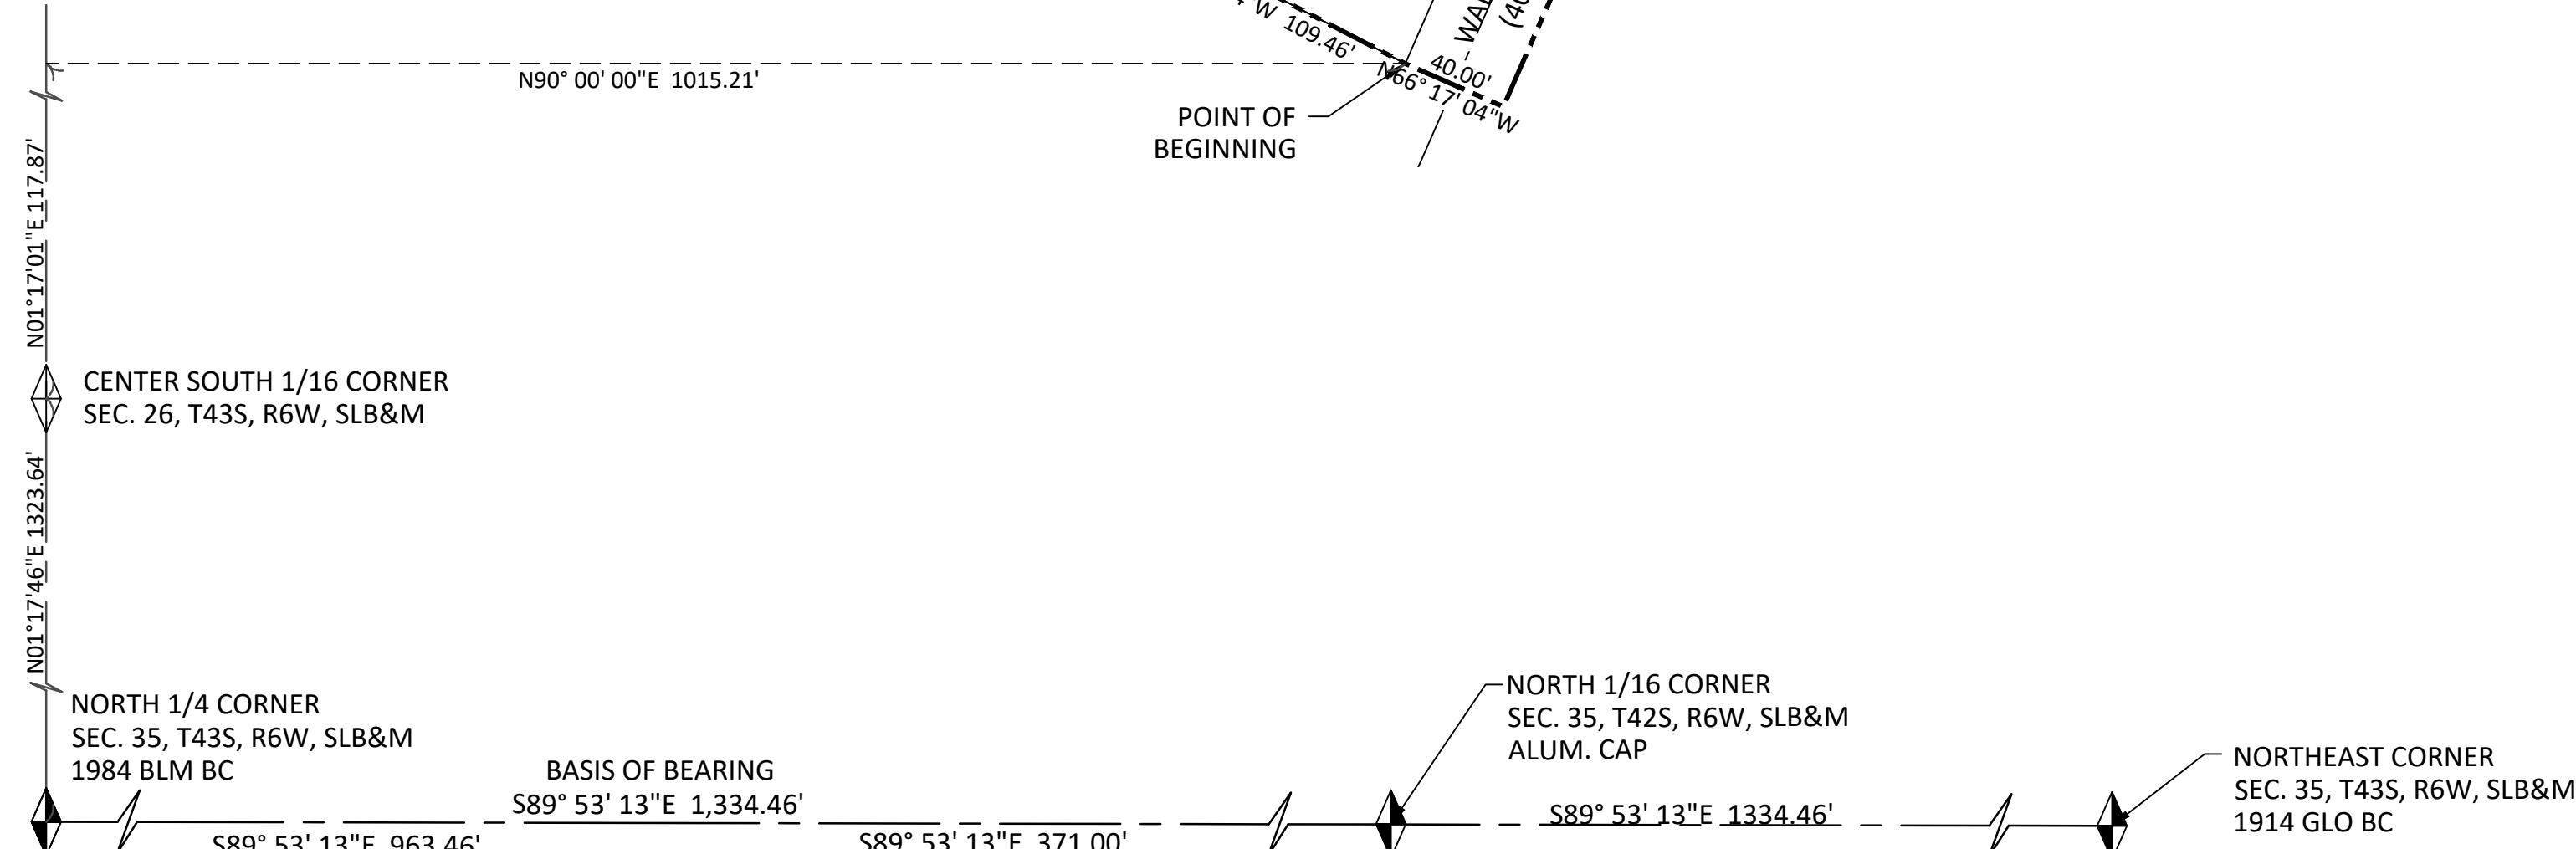 "W 109.46'
N90° 00' 00"E 1015.21'
40.00'
N66° 17' 04"W
POINT OF
BEGINNING
N01°17'01"E 117.87'
CENTER SOUTH 1/16 CORNER
SEC. 26, T43S, R6W, SLB&M
N01°17'46"E 1323.64'
NORTH 1/4 CORNER
SEC. 35, T43S, R6W, SLB&M
1984 BLM BC
BASIS OF BEARING
S89° 53' 13"E 1,334.46'
S89° 53' 13"E 963.46'
S89° 53' 13"E 371.00'
NORTH 1/16 CORNER
SEC. 35, T42S, R6W, SLB&M
ALUM. CAP
S89° 53' 13"E 1334.46'
NORTHEAST CORNER
SEC. 35, T43S, R6W, SLB&M
1914 GLO BC